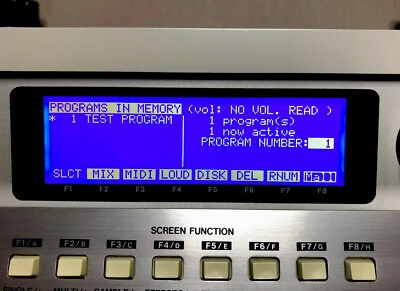 PROGRAMS IN MEMORY (vol: NO VOL. READ )
* 1 TEST PROGRAM
1 program(s)
1 now active
PROGRAM NUMBER: 1
SLCT MIX MIDI LOUD DISK DEL. RNUM
F1 F2 F3 F4 F5 F6 F7 F8
SCREEN FUNCTION
F1/A F2/B F3/C F4/D F5/E F6/F F7/G F8/H